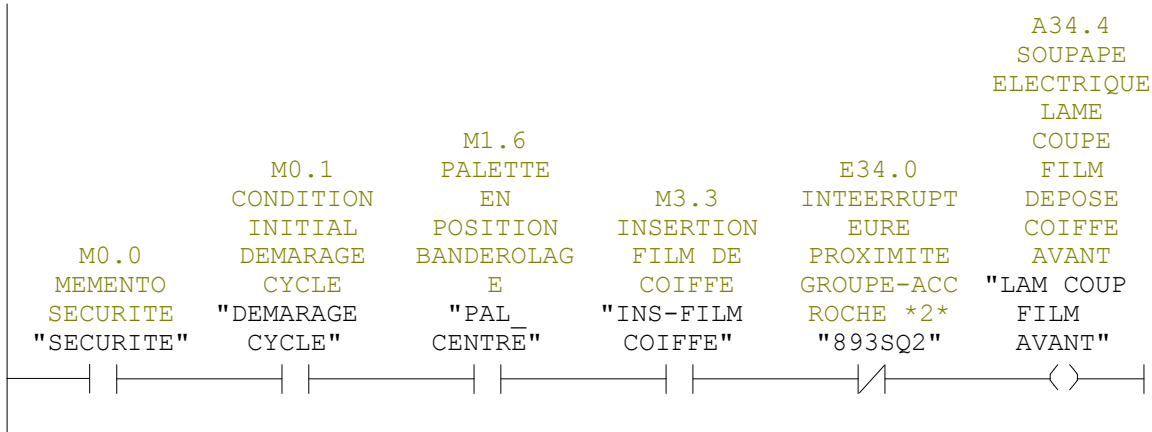 M0.0
MEMENTO
SECURITE
"SECURITE"
M0.1
CONDITION
INITIAL
DEMARAGE
CYCLE
"DEMARAGE
CYCLE"
M1.6
PALETTE
EN
POSITION
BANDEROLAG
E
"PAL_
CENTRE"
M3.3
INSERTION
FILM DE
COIFFE
"INS-FILM
COIFFE"
E34.0
INTEERRUPT
EURE
PROXIMITE
GROUPE-ACC
ROCHE *2*
"893SQ2"
A34.4
SOUPAPE
ELECTRIQUE
LAME
COUPE
FILM
DEPOSE
COIFFE
AVANT
"LAM COUP
FILM
AVANT"